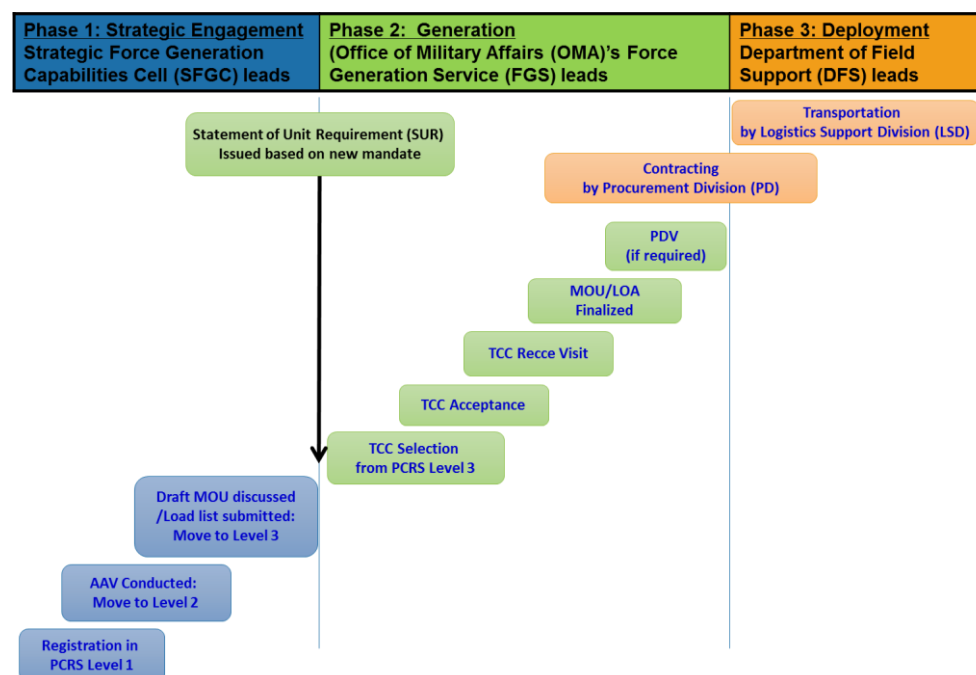 Phase 1: Strategic Engagement
Strategic Force Generation
Capabilities Cell (SFGC) leads
Phase 2:  Generation
(Office of Military Affairs (OMA)'s Force
Generation Service (FGS) leads
Phase 3: Deployment
Department of Field
Support (DFS) leads
Transportation
by Logistics Support Division (LSD)
Statement of Unit Requirement (SUR)
Issued based on new mandate
Contracting
by Procurement Division (PD)
PDV
(if required)
MOU/LOA
Finalized
TCC Recce Visit
TCC Acceptance
TCC Selection
from PCRS Level 3
Draft MOU discussed
/Load list submitted:
Move to Level 3
AAV Conducted:
Move to Level 2
Registration in
PCRS Level 1